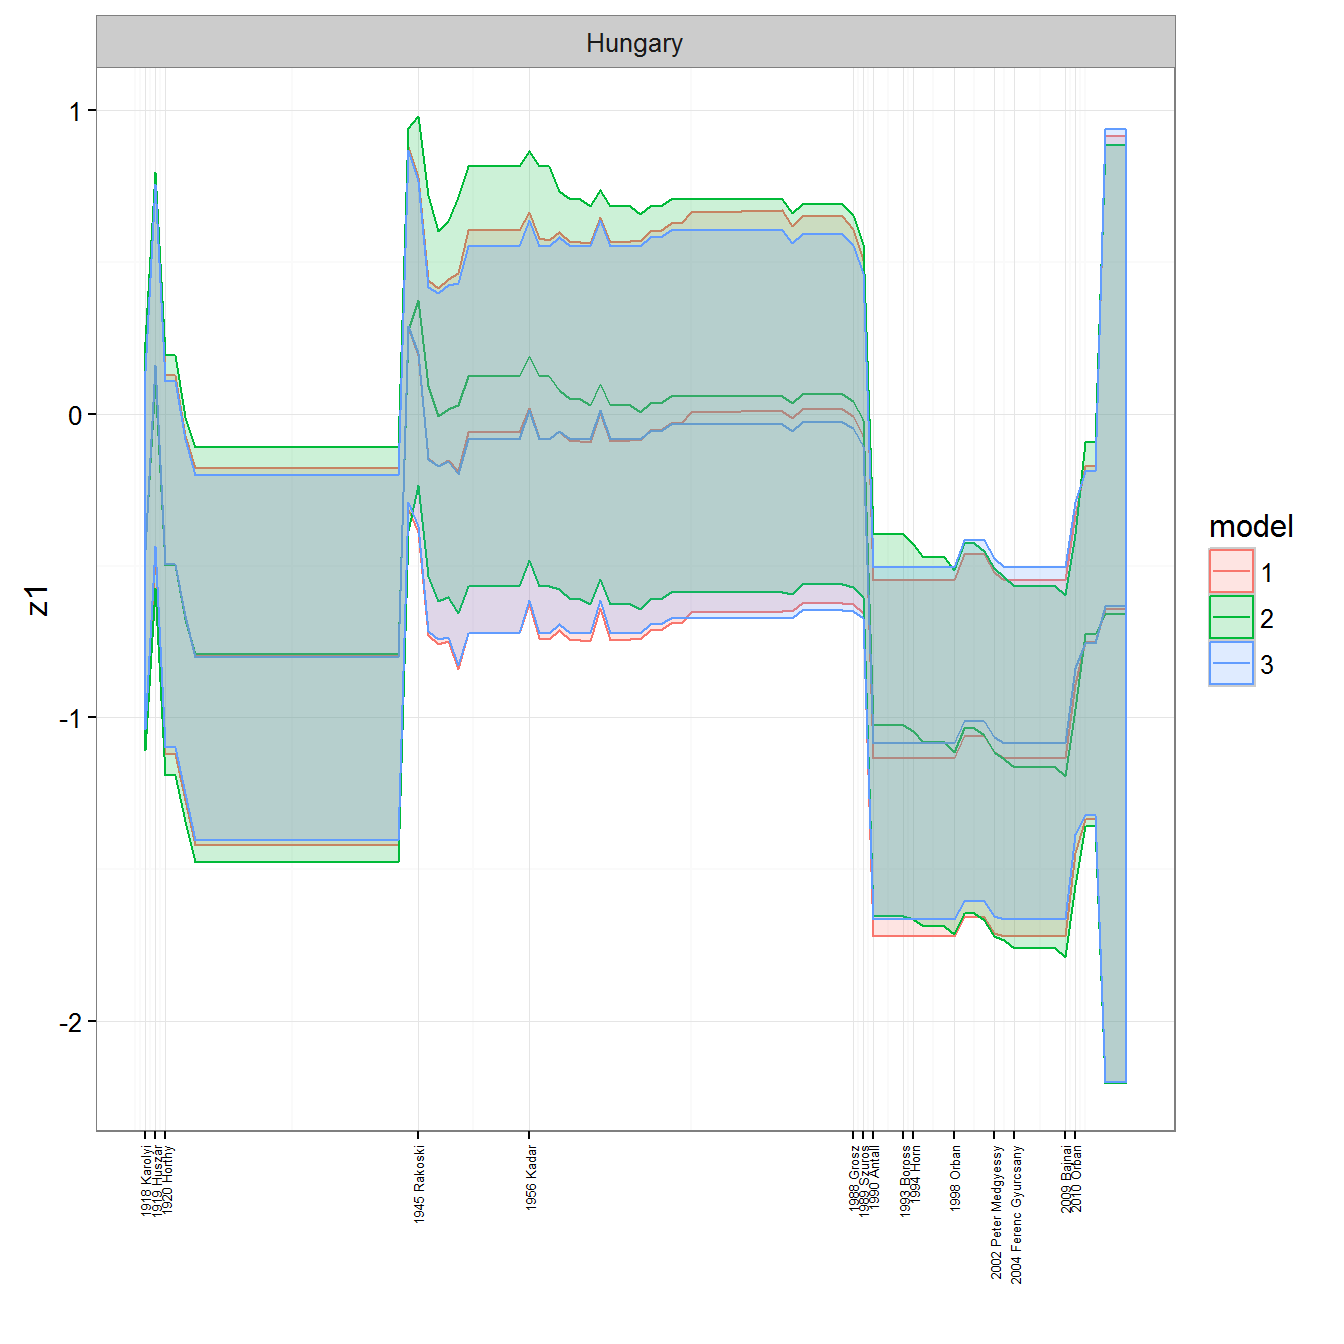 Hungary
1
0
-1
-2
z1
model
1
2
3
1918 Karolyi
1919 Huszar
1920 Horthy
1945 Rakoski
1956 Kadar
1988 Grosz
1989 Szuros
1990 Antall
1993 Boross
1994 Horn
1998 Orban
2002 Peter Medgyessy
2004 Ferenc Gyurcsany
2009 Bajnai
2010 Orban